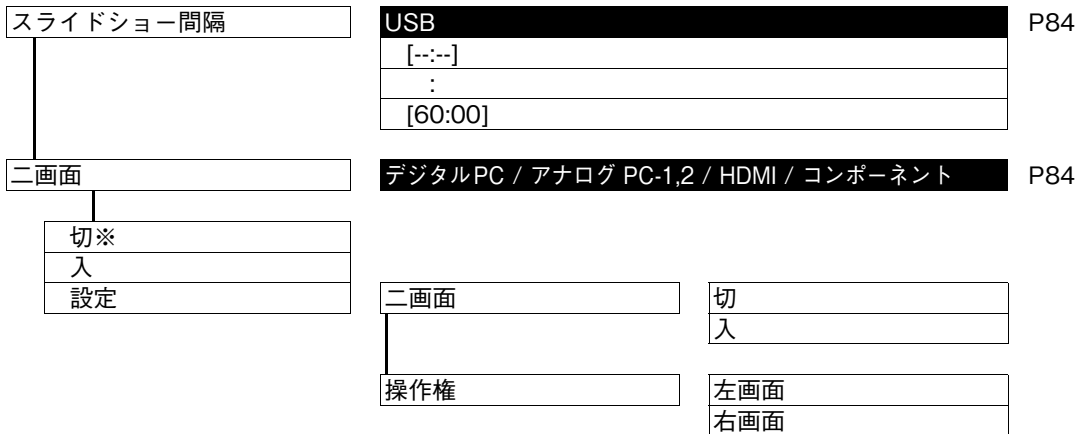 スライドショー間隔 USB P84
[--:--]
:
[60:00]
二画面 デジタルPC / アナログ PC-1,2 / HDMI / コンポーネント P84
切※
入
設定 二画面 切
入
操作権 左画面
右画面